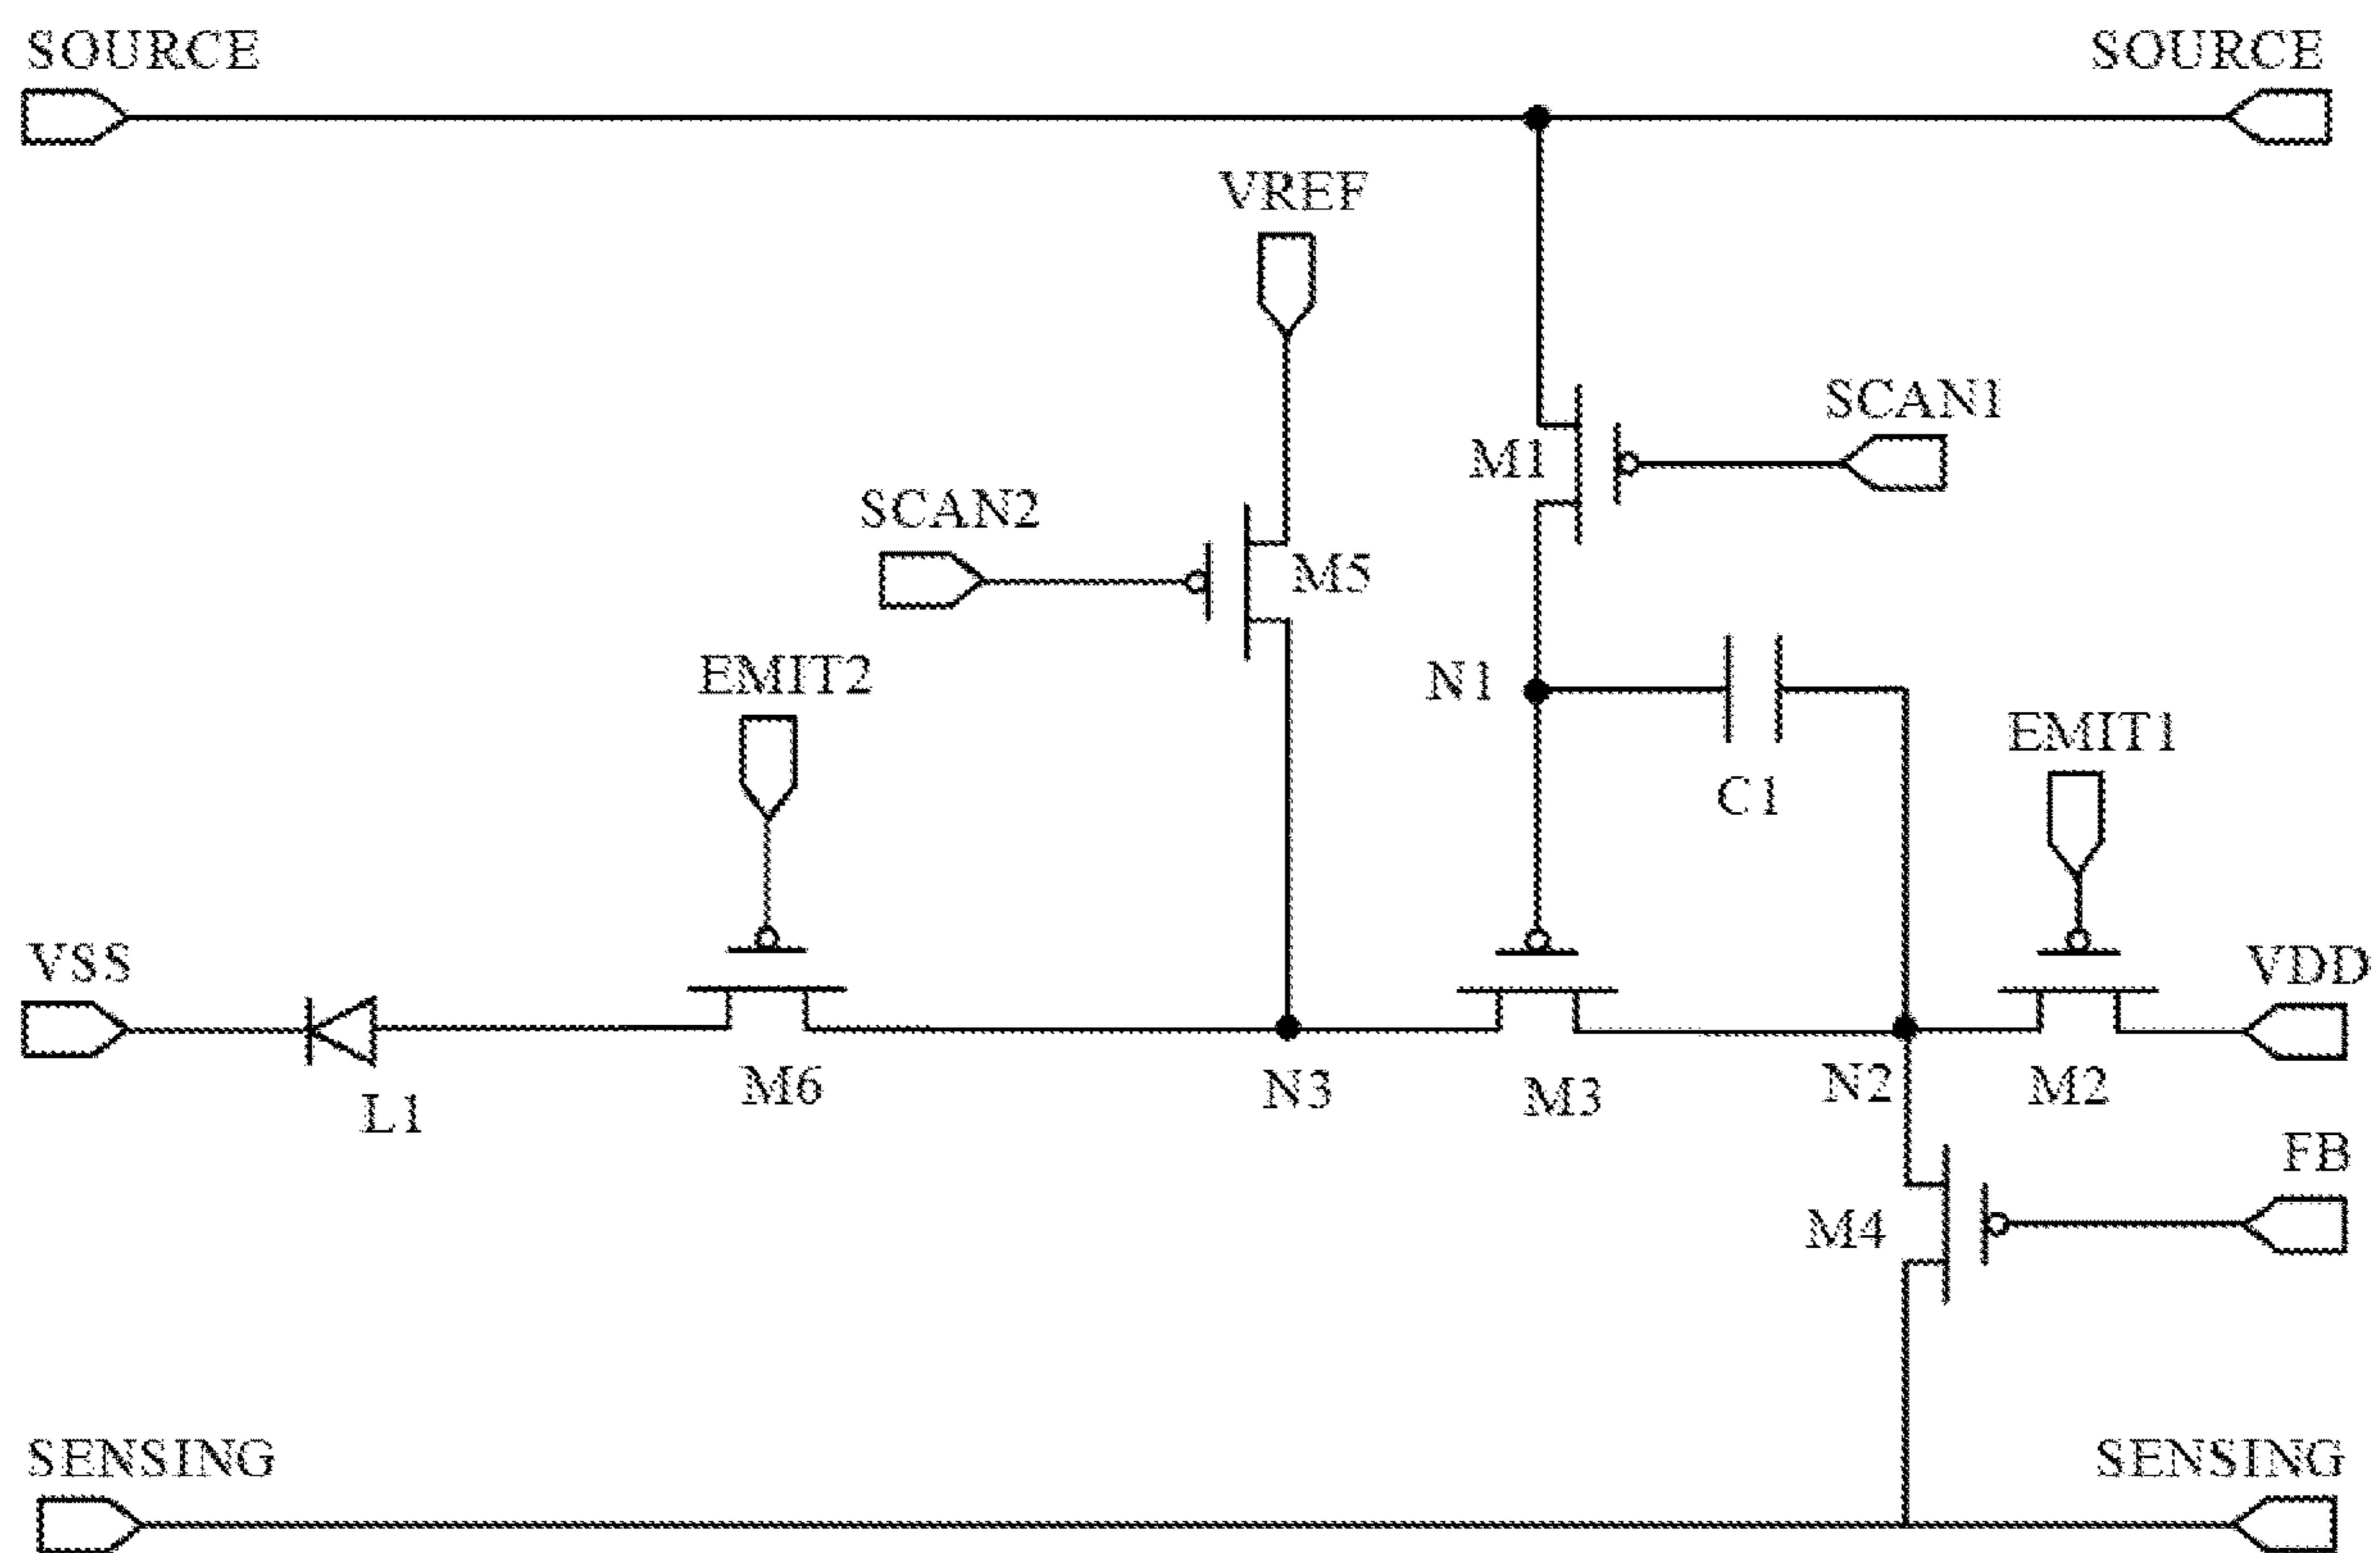 SOURCE SOURCE
VREF
SCAN1
M1
SCAN2
M5
EMIT2
N1
EMIT1
C1
VSS
VDD
M6
N3
M3
N2
M2
L1
FB
M4
SENSING SENSING